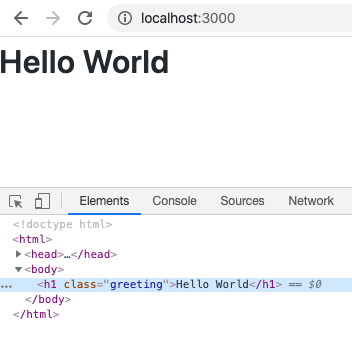 localhost:3000
Hello World
Elements Console Sources Network
<!doctype html>
<html>
<head>…</head>
<body>
<h1 class="greeting">Hello World</h1> == $0
</body>
</html>